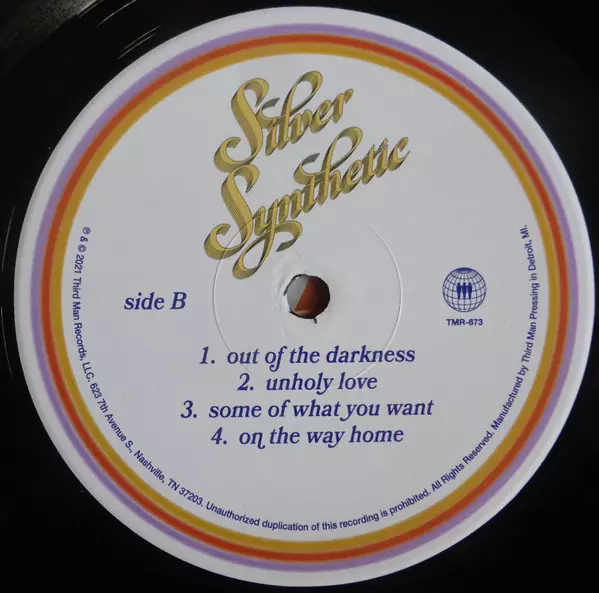 Silver
Synthetic
side B
TMR-673
1. out of the darkness
2. unholy love
3. some of what you want
4. on the way home
℗ & © 2021 Third Man Records, LLC. 623 7th Avenue S., Nashville, TN 37203. Unauthorized duplication of this recording is prohibited. All Rights Reserved. Manufactured by Third Man Pressing in Detroit, MI.